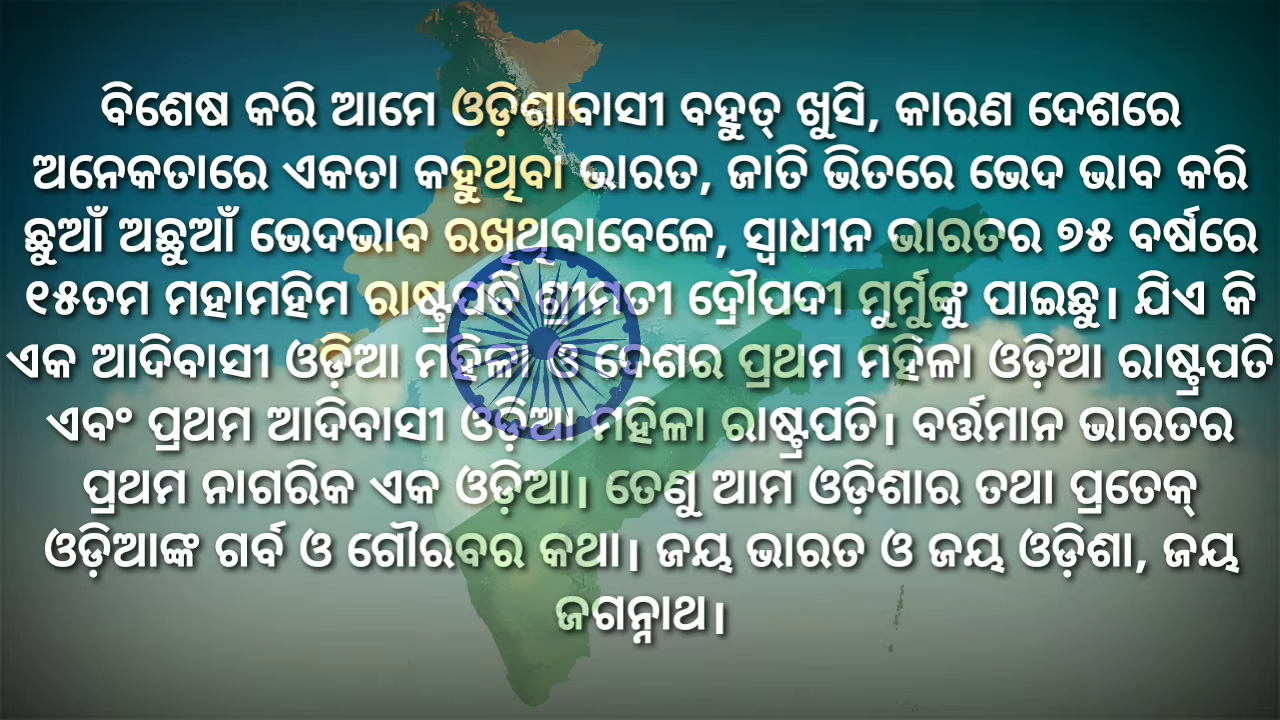 ବିଶେଷ କରି ଆମେ ଓଡ଼ିଶାବାସୀ ବହୁତ୍ ଖୁସି, କାରଣ ଦେଶରେ
ଅନେକତାରେ ଏକତା କହୁଥିବା ଭାରତ, ଜାତି ଭିତରେ ଭେଦ ଭାବ କରି
ଛୁଆଁ ଅଛୁଆଁ ଭେଦଭାବ ରଖିଥିବାବେଳେ, ସ୍ୱାଧୀନ ଭାରତର ୭୫ ବର୍ଷରେ
୧୫ତମ ମହାମହିମ ରାଷ୍ଟ୍ରପତି ଶ୍ରୀମତୀ ଦ୍ରୌପଦୀ ମୁର୍ମୁଙ୍କୁ ପାଇଛୁ। ଯିଏ କି
ଏକ ଆଦିବାସୀ ଓଡ଼ିଆ ମହିଳା ଓ ଦେଶର ପ୍ରଥମ ମହିଳା ଓଡ଼ିଆ ରାଷ୍ଟ୍ରପତି
ଏବଂ ପ୍ରଥମ ଆଦିବାସୀ ଓଡ଼ିଆ ମହିଳା ରାଷ୍ଟ୍ରପତି। ବର୍ତ୍ତମାନ ଭାରତର
ପ୍ରଥମ ନାଗରିକ ଏକ ଓଡ଼ିଆ। ତେଣୁ ଆମ ଓଡ଼ିଶାର ତଥା ପ୍ରତେକ୍
ଓଡ଼ିଆଙ୍କ ଗର୍ବ ଓ ଗୌରବର କଥା। ଜୟ ଭାରତ ଓ ଜୟ ଓଡ଼ିଶା, ଜୟ
ଜଗନ୍ନାଥ।